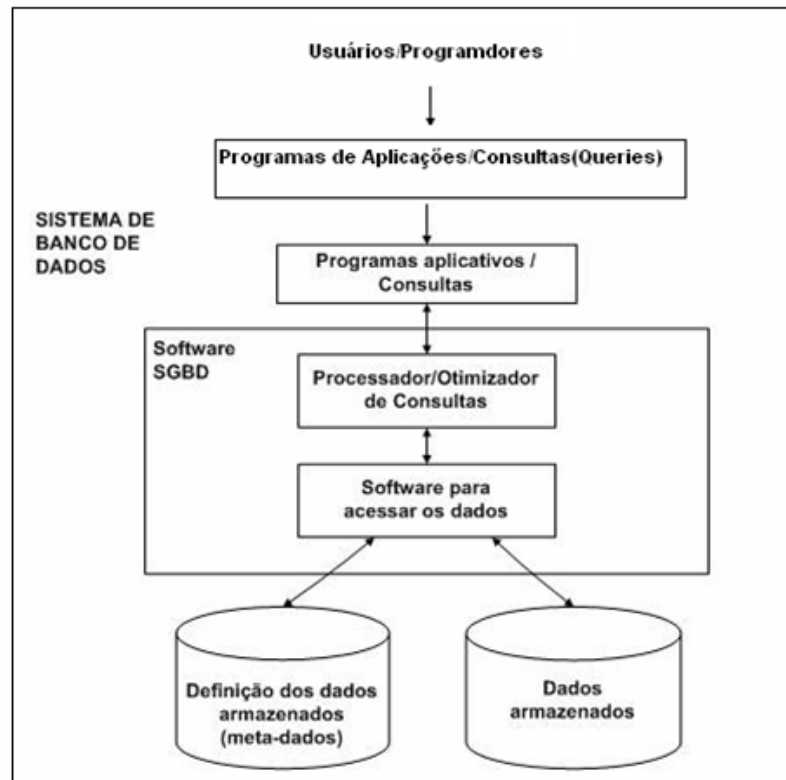 Usuários/Programdores
Programas de Aplicações/Consultas(Queries)
SISTEMA DE
BANCO DE
DADOS
Programas aplicativos /
Consultas
Software
SGBD
Processador/Otimizador
de Consultas
Software para
acessar os dados
Definição dos dados
armazenados
(meta-dados)
Dados
armazenados